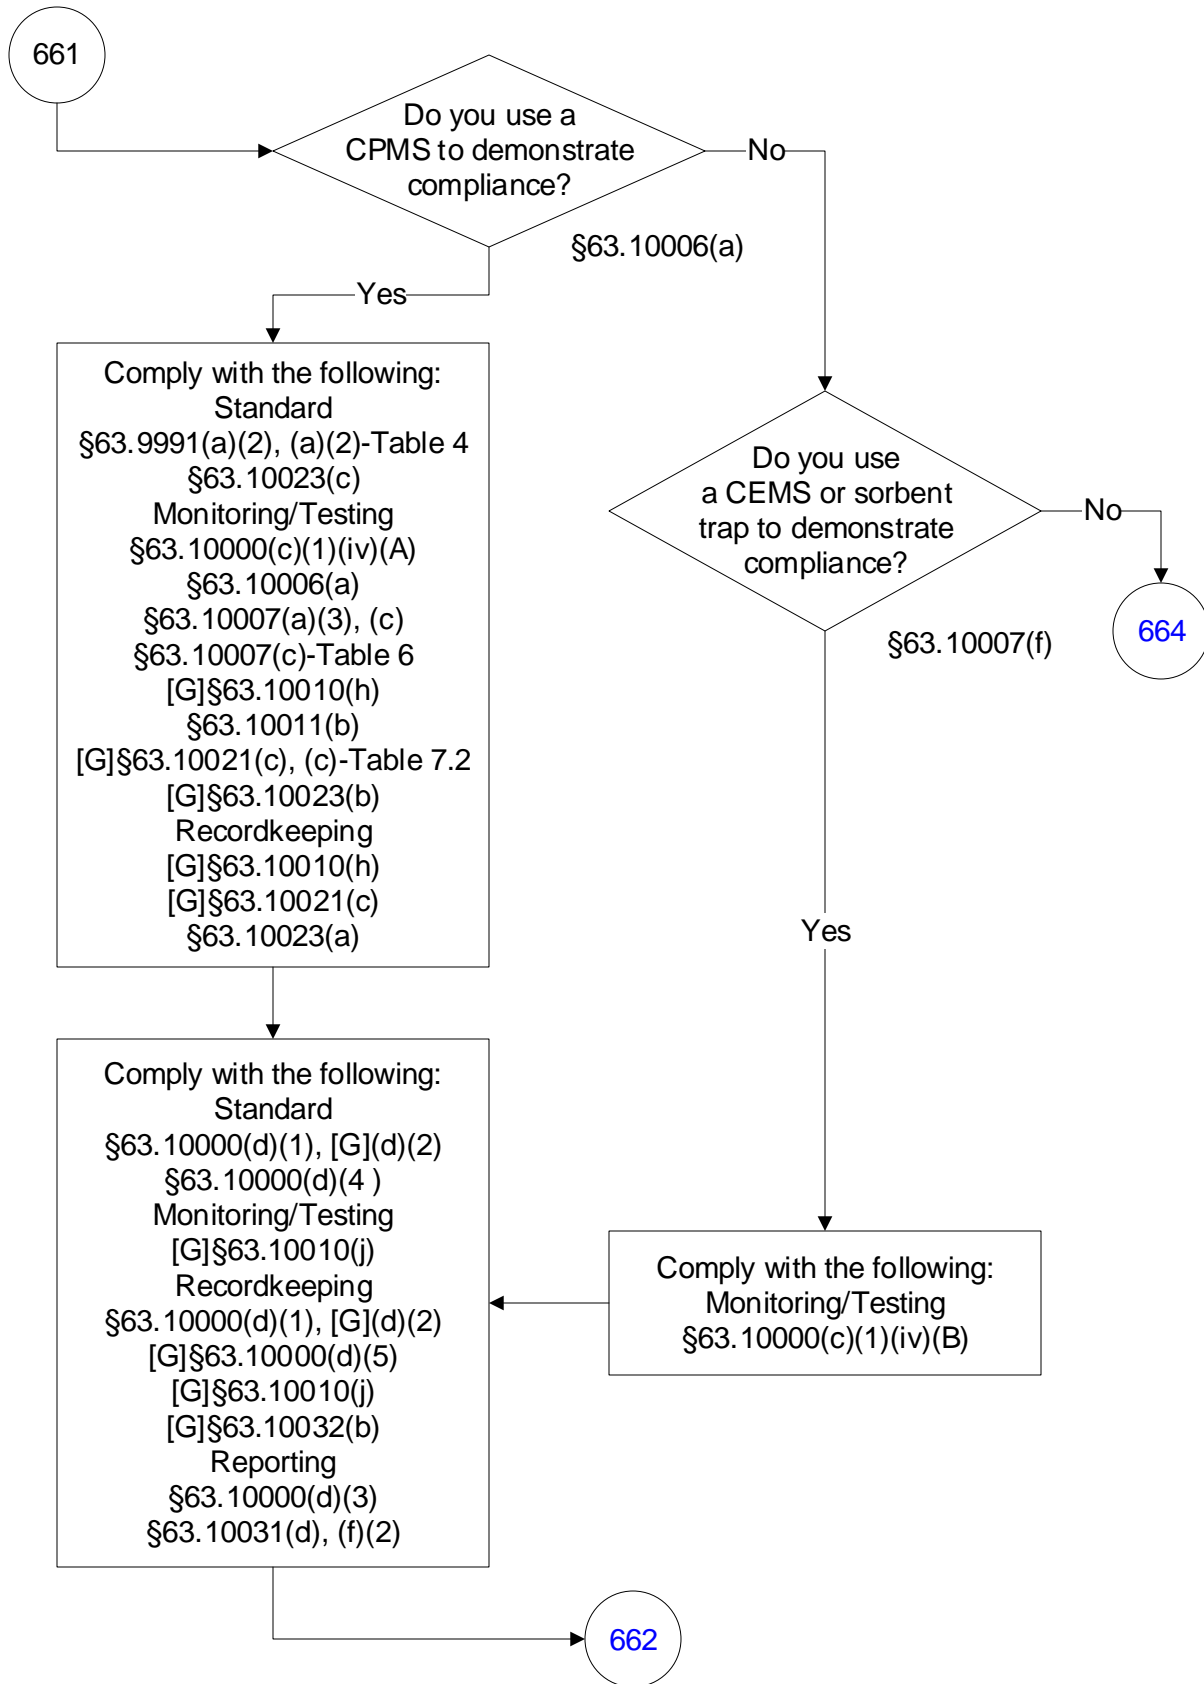 661
Do you use a
CPMS to demonstrate
compliance?
No
§63.10006(a)
Yes
Comply with the following:
Standard
§63.9991(a)(2), (a)(2)-Table 4
§63.10023(c)
Monitoring/Testing
§63.10000(c)(1)(iv)(A)
§63.10006(a)
§63.10007(a)(3), (c)
§63.10007(c)-Table 6
[G]§63.10010(h)
§63.10011(b)
[G]§63.10021(c), (c)-Table 7.2
[G]§63.10023(b)
Recordkeeping
[G]§63.10010(h)
[G]§63.10021(c)
§63.10023(a)
Do you use
a CEMS or sorbent
trap to demonstrate
compliance?
No
664
§63.10007(f)
Yes
Comply with the following:
Monitoring/Testing
§63.10000(c)(1)(iv)(B)
Comply with the following:
Standard
§63.10000(d)(1), [G](d)(2)
§63.10000(d)(4 )
Monitoring/Testing
[G]§63.10010(j)
Recordkeeping
§63.10000(d)(1), [G](d)(2)
[G]§63.10000(d)(5)
[G]§63.10010(j)
[G]§63.10032(b)
Reporting
§63.10000(d)(3)
§63.10031(d), (f)(2)
662